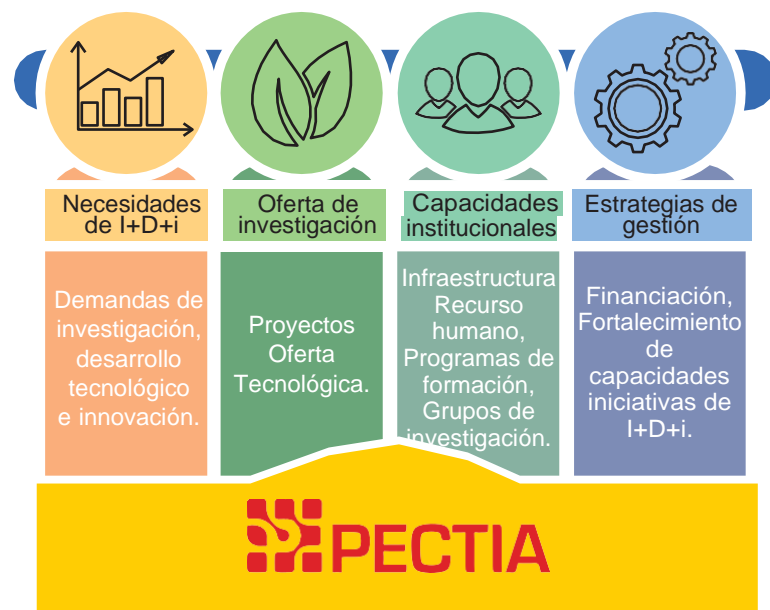 Necesidades
de I+D+i
Demandas de
investigación,
desarrollo
tecnológico
e innovación.
Oferta de
investigación
Proyectos
Oferta
Tecnológica.
Capacidades
institucionales
Infraestructura
Recurso
humano,
Programas de
formación,
Grupos de
investigación.
Estrategias de
gestión
Financiación,
Fortalecimiento
de
capacidades
iniciativas de
I+D+i.
PECTIA